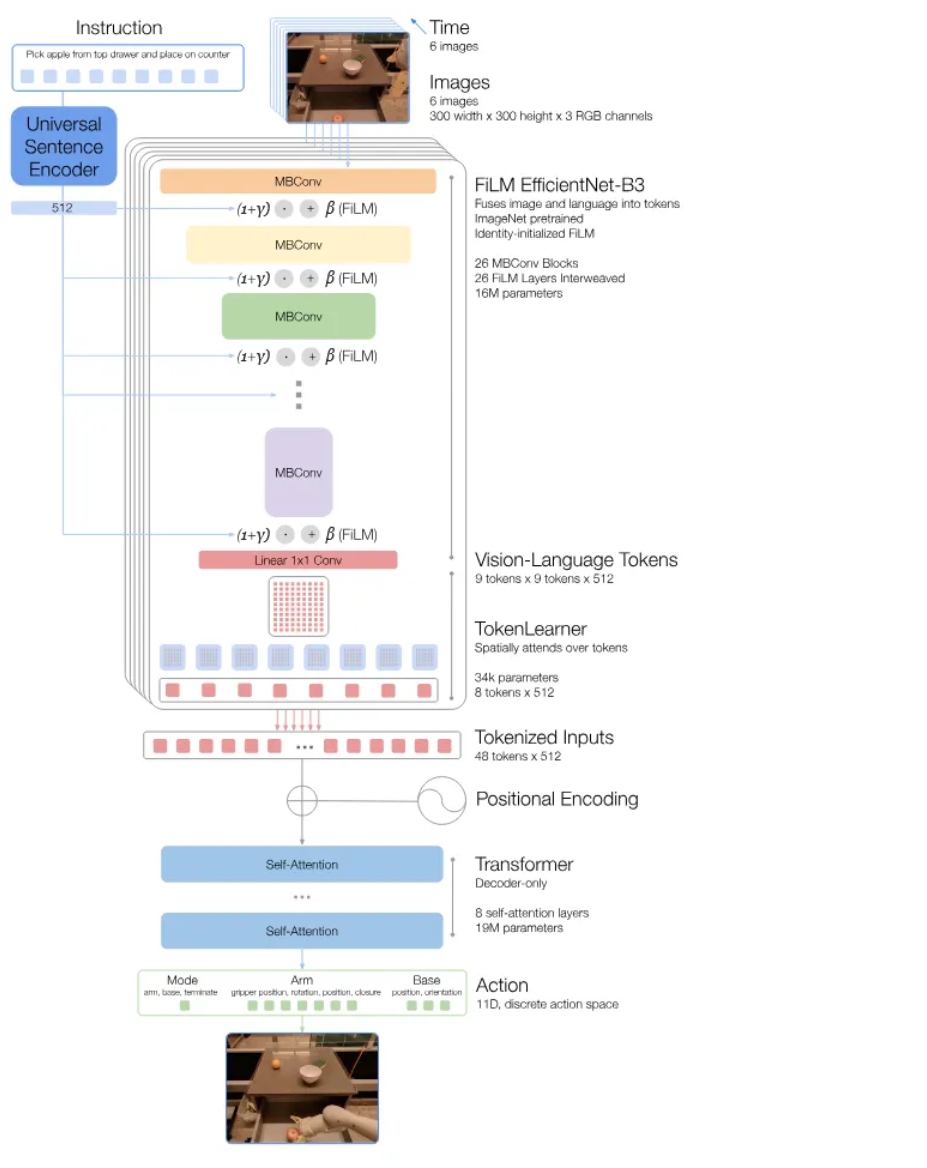 Instruction
Pick apple from top drawer and place on counter
Time
6 images
Images
6 images
300 width x 300 height x 3 RGB channels
Universal
Sentence
Encoder
512
MBConv
(1+γ) · + β (FiLM)
MBConv
(1+γ) · + β (FiLM)
MBConv
(1+γ) · + β (FiLM)
MBConv
(1+γ) · + β (FiLM)
Linear 1x1 Conv
FiLM EfficientNet-B3
Fuses image and language into tokens
ImageNet pretrained
Identity-initialized FiLM
26 MBConv Blocks
26 FiLM Layers Interweaved
16M parameters
Vision-Language Tokens
9 tokens x 9 tokens x 512
TokenLearner
Spatially attends over tokens
34k parameters
8 tokens x 512
Tokenized Inputs
48 tokens x 512
Positional Encoding
Self-Attention
...
Self-Attention
Transformer
Decoder-only
8 self-attention layers
19M parameters
Mode
arm, base, terminate
Arm
gripper position, rotation, position, closure
Base
position, orientation
Action
11D, discrete action space